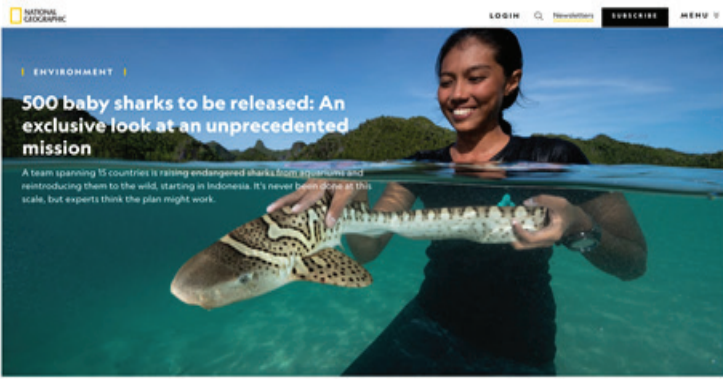 NATIONAL
GEOGRAPHIC
LOGIN
Newsletters
SUBSCRIBE
MENU
ENVIRONMENT
500 baby sharks to be released: An
exclusive look at an unprecedented
mission
A team spanning 15 countries is raising endangered sharks from aquariums and
reintroducing them to the wild, starting in Indonesia. It's never been done at this
scale, but experts think the plan might work.